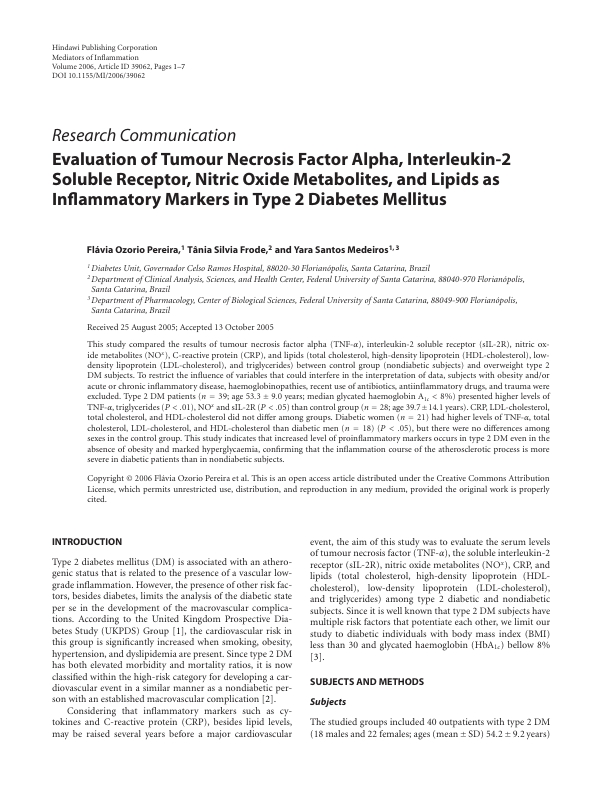 Hindawi Publishing Corporation
Mediators of Inflammation
Volume 2006, Article ID 39062, Pages 1–7
DOI 10.1155/MI/2006/39062
Research Communication
Evaluation of Tumour Necrosis Factor Alpha, Interleukin-2
Soluble Receptor, Nitric Oxide Metabolites, and Lipids as
Inflammatory Markers in Type 2 Diabetes Mellitus
Flávia Ozorio Pereira,¹ Tânia Silvia Frode,² and Yara Santos Medeiros¹,³
¹ Diabetes Unit, Governador Celso Ramos Hospital, 88020-30 Florianópolis, Santa Catarina, Brazil
² Department of Clinical Analysis, Sciences, and Health Center, Federal University of Santa Catarina, 88040-970 Florianópolis,
Santa Catarina, Brazil
³ Department of Pharmacology, Center of Biological Sciences, Federal University of Santa Catarina, 88049-900 Florianópolis,
Santa Catarina, Brazil
Received 25 August 2005; Accepted 13 October 2005
This study compared the results of tumour necrosis factor alpha (TNF-α), interleukin-2 soluble receptor (sIL-2R), nitric ox-
ide metabolites (NOˣ), C-reactive protein (CRP), and lipids (total cholesterol, high-density lipoprotein (HDL-cholesterol), low-
density lipoprotein (LDL-cholesterol), and triglycerides) between control group (nondiabetic subjects) and overweight type 2
DM subjects. To restrict the influence of variables that could interfere in the interpretation of data, subjects with obesity and/or
acute or chronic inflammatory disease, haemoglobinopathies, recent use of antibiotics, antiinflammatory drugs, and trauma were
excluded. Type 2 DM patients (n = 39; age 53.3 ± 9.0 years; median glycated haemoglobin A₁c < 8%) presented higher levels of
TNF-α, triglycerides (P < .01), NOˣ and sIL-2R (P < .05) than control group (n = 28; age 39.7 ± 14.1 years). CRP, LDL-cholesterol,
total cholesterol, and HDL-cholesterol did not differ among groups. Diabetic women (n = 21) had higher levels of TNF-α, total
cholesterol, LDL-cholesterol, and HDL-cholesterol than diabetic men (n = 18) (P < .05), but there were no differences among
sexes in the control group. This study indicates that increased level of proinflammatory markers occurs in type 2 DM even in the
absence of obesity and marked hyperglycaemia, confirming that the inflammation course of the atherosclerotic process is more
severe in diabetic patients than in nondiabetic subjects.
Copyright © 2006 Flávia Ozorio Pereira et al. This is an open access article distributed under the Creative Commons Attribution
License, which permits unrestricted use, distribution, and reproduction in any medium, provided the original work is properly
cited.
INTRODUCTION
Type 2 diabetes mellitus (DM) is associated with an athero-
genic status that is related to the presence of a vascular low-
grade inflammation. However, the presence of other risk fac-
tors, besides diabetes, limits the analysis of the diabetic state
per se in the development of the macrovascular complica-
tions. According to the United Kingdom Prospective Dia-
betes Study (UKPDS) Group [1], the cardiovascular risk in
this group is significantly increased when smoking, obesity,
hypertension, and dyslipidemia are present. Since type 2 DM
has both elevated morbidity and mortality ratios, it is now
classified within the high-risk category for developing a car-
diovascular event in a similar manner as a nondiabetic per-
son with an established macrovascular complication [2].
Considering that inflammatory markers such as cy-
tokines and C-reactive protein (CRP), besides lipid levels,
may be raised several years before a major cardiovascular
event, the aim of this study was to evaluate the serum levels
of tumour necrosis factor (TNF-α), the soluble interleukin-2
receptor (sIL-2R), nitric oxide metabolites (NOˣ), CRP, and
lipids (total cholesterol, high-density lipoprotein (HDL-
cholesterol), low-density lipoprotein (LDL-cholesterol),
and triglycerides) among type 2 diabetic and nondiabetic
subjects. Since it is well known that type 2 DM subjects have
multiple risk factors that potentiate each other, we limit our
study to diabetic individuals with body mass index (BMI)
less than 30 and glycated haemoglobin (HbA₁c) bellow 8%
[3].
SUBJECTS AND METHODS
Subjects
The studied groups included 40 outpatients with type 2 DM
(18 males and 22 females; ages (mean ± SD) 54.2 ± 9.2 years)